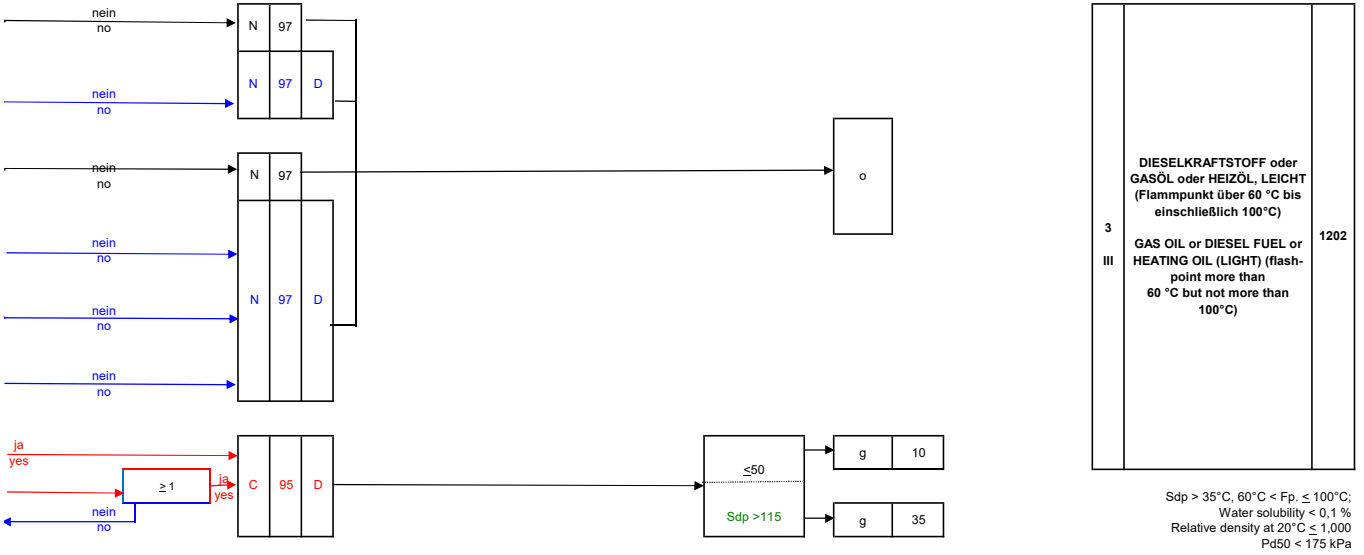 nein
no
N 97
N 97 D
nein
no
nein
no
N 97
o
nein
no
N 97 D
nein
no
nein
no
ja
yes
≥ 1
ja
yes
nein
no
C 95 D
≤50
Sdp >115
g 10
g 35
3
III
DIESELKRAFTSTOFF oder
GASÖL oder HEIZÖL, LEICHT
(Flammpunkt über 60 °C bis
einschließlich 100°C)
GAS OIL or DIESEL FUEL or
HEATING OIL (LIGHT) (flash-
point more than
60 °C but not more than
100°C)
1202
Sdp > 35°C, 60°C < Fp. ≤ 100°C;
Water solubility < 0,1 %
Relative density at 20°C ≤ 1,000
Pd50 < 175 kPa